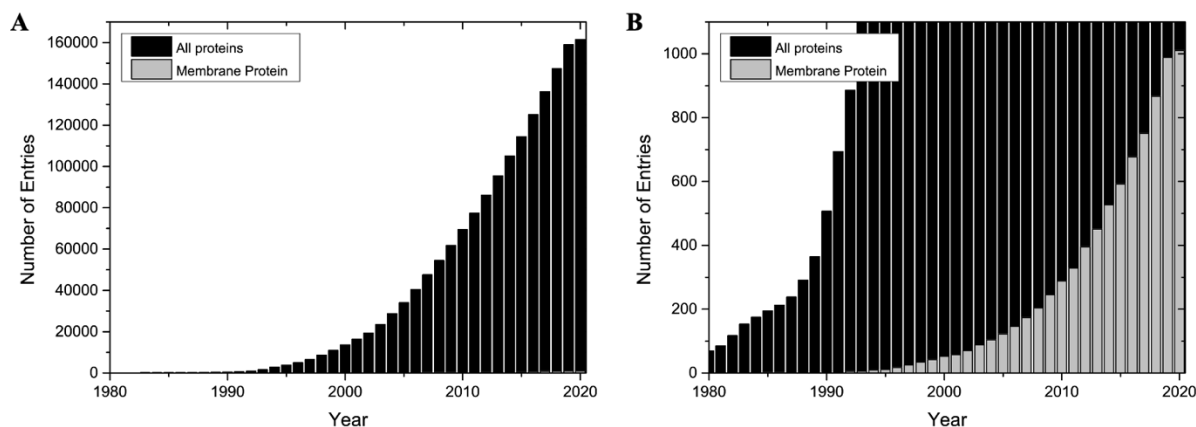 A
All proteins
Membrane Protein
Number of Entries
160000
140000
120000
100000
80000
60000
40000
20000
0
1980
1990
2000
2010
2020
Year
B
All proteins
Membrane Protein
Number of Entries
1000
800
600
400
200
0
1980
1990
2000
2010
2020
Year